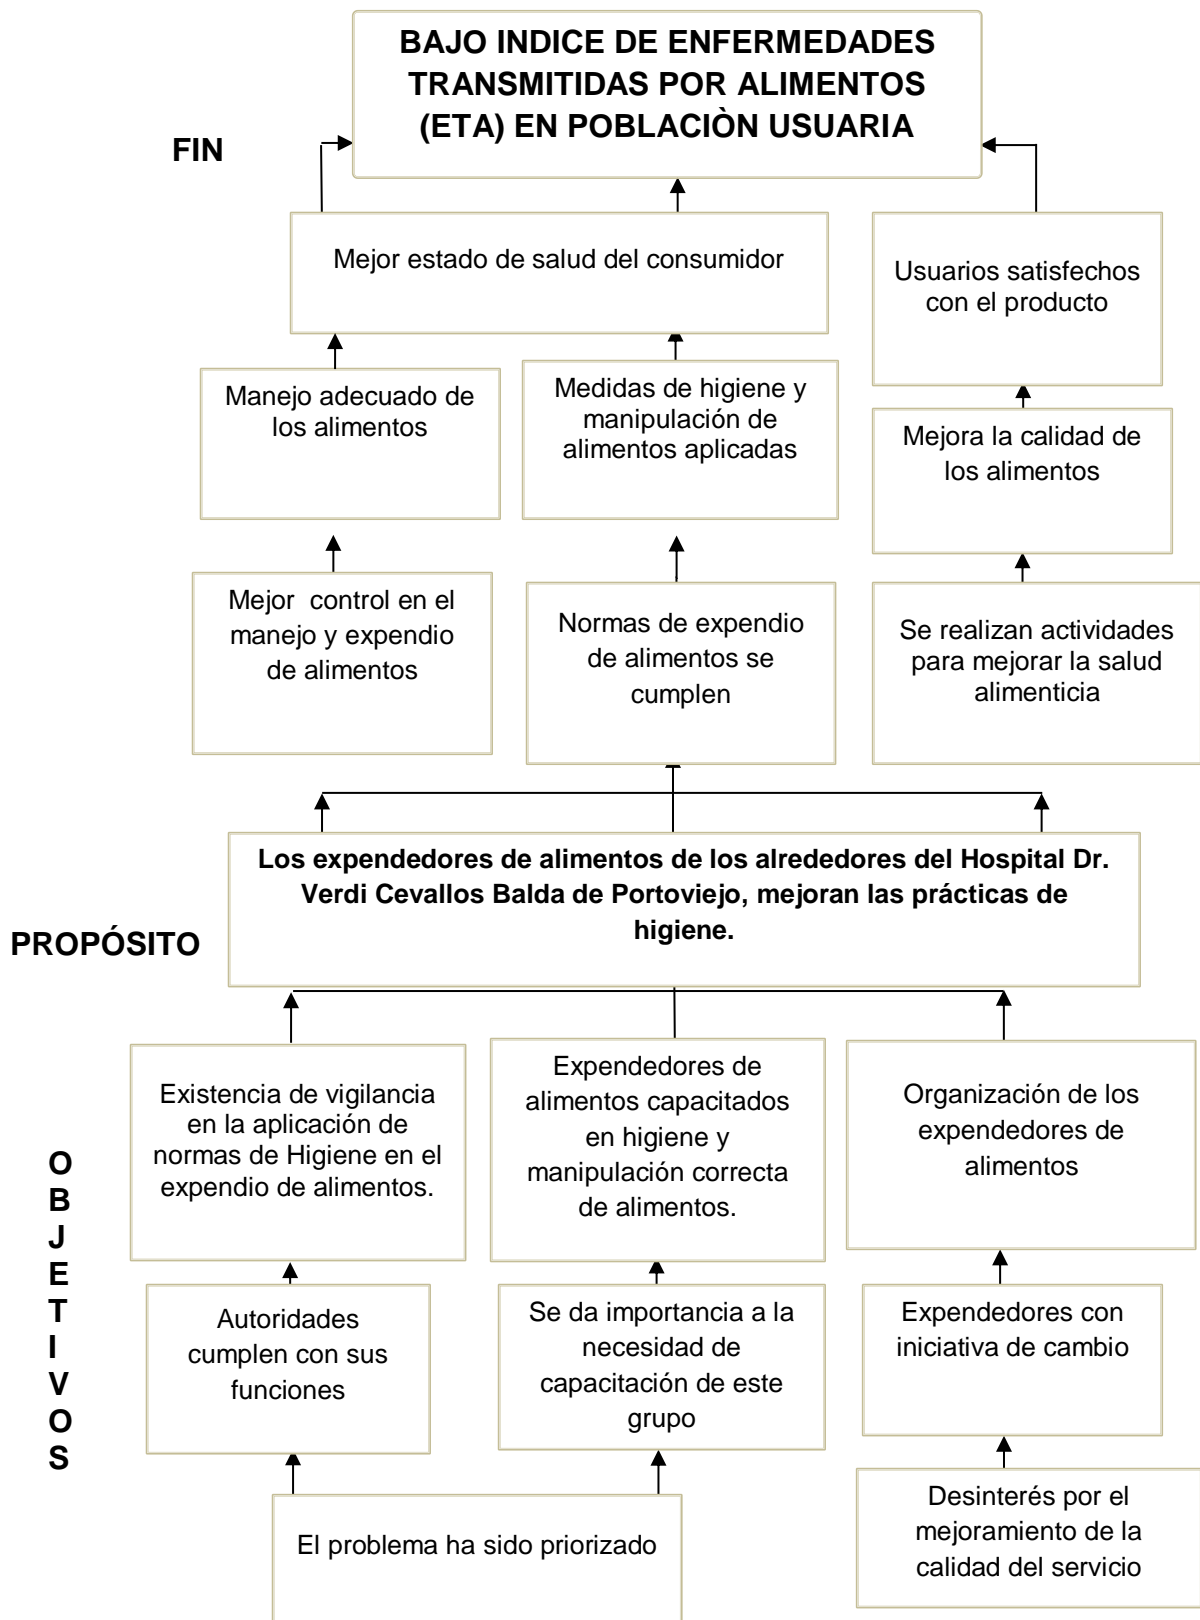 BAJO INDICE DE ENFERMEDADES
TRANSMITIDAS POR ALIMENTOS
(ETA) EN POBLACIÒN USUARIA
FIN
Mejor estado de salud del consumidor
Usuarios satisfechos
con el producto
Manejo adecuado de
los alimentos
Medidas de higiene y
manipulación de
alimentos aplicadas
Mejora la calidad de
los alimentos
Mejor control en el
manejo y expendio
de alimentos
Normas de expendio
de alimentos se
cumplen
Se realizan actividades
para mejorar la salud
alimenticia
Los expendedores de alimentos de los alrededores del Hospital Dr.
Verdi Cevallos Balda de Portoviejo, mejoran las prácticas de
higiene.
PROPÓSITO
Existencia de vigilancia
en la aplicación de
normas de Higiene en el
expendio de alimentos.
Expendedores de
alimentos capacitados
en higiene y
manipulación correcta
de alimentos.
Organización de los
expendedores de
alimentos
O
B
J
E
T
I
V
O
S
Autoridades
cumplen con sus
funciones
Se da importancia a la
necesidad de
capacitación de este
grupo
Expendedores con
iniciativa de cambio
El problema ha sido priorizado
Desinterés por el
mejoramiento de la
calidad del servicio